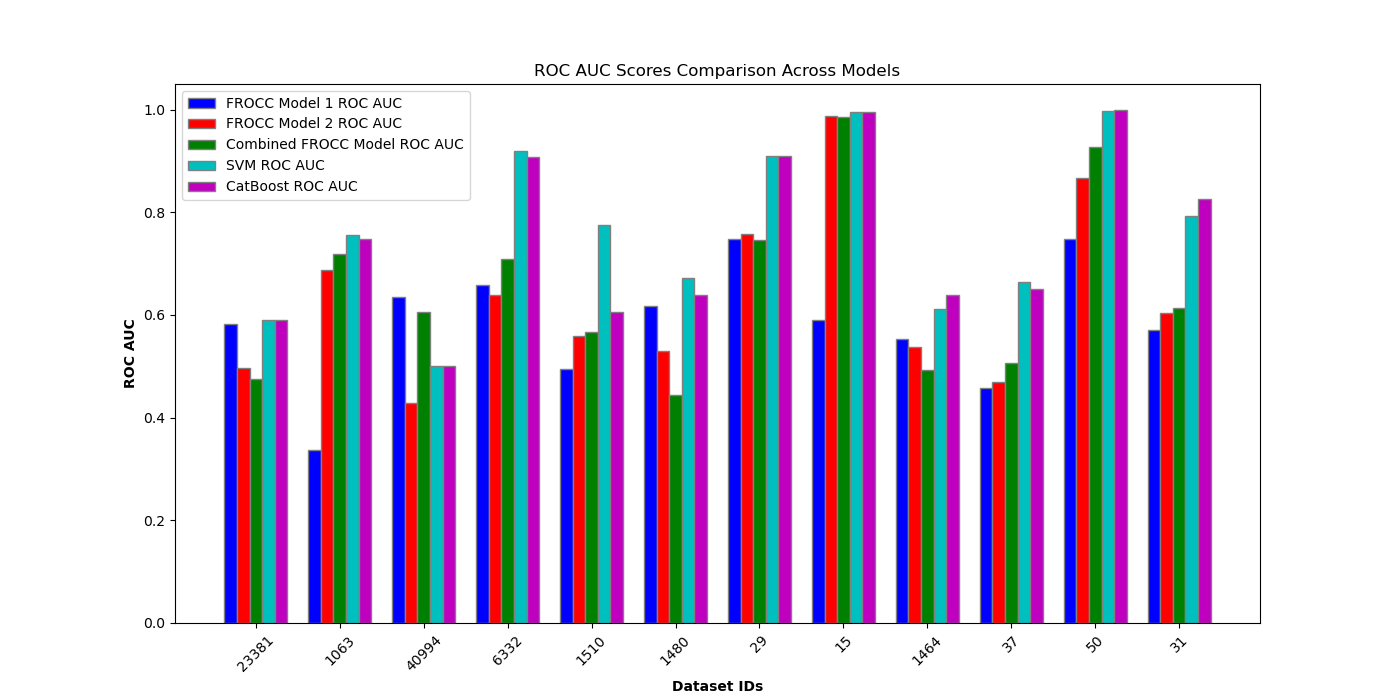 ROC AUC Scores Comparison Across Models
FROCC Model 1 ROC AUC
FROCC Model 2 ROC AUC
Combined FROCC Model ROC AUC
SVM ROC AUC
CatBoost ROC AUC
ROC AUC
1.0
0.8
0.6
0.4
0.2
0.0
23381
1063
40994
6332
1510
1480
29
15
1464
37
50
31
Dataset IDs